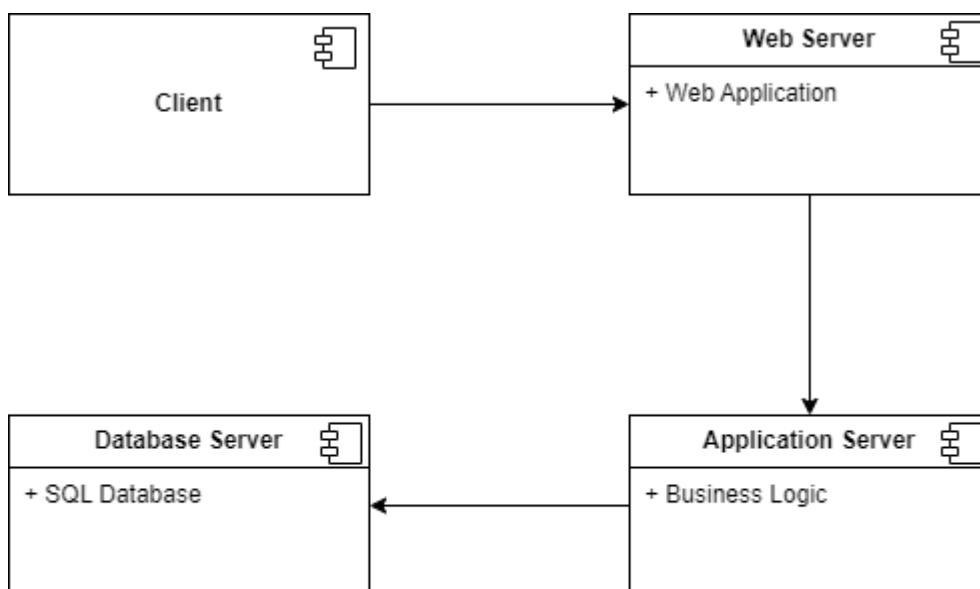 Client
Web Server
+ Web Application
Database Server
+ SQL Database
Application Server
+ Business Logic